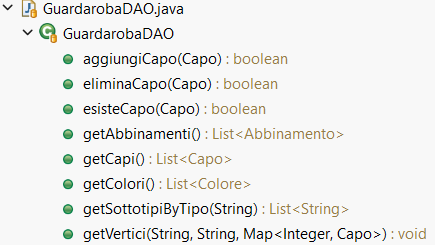 GuardarobaDAO.java
GuardarobaDAO
aggiungiCapo(Capo) : boolean
eliminaCapo(Capo) : boolean
esisteCapo(Capo) : boolean
getAbbinamenti() : List<Abbinamento>
getCapi() : List<Capo>
getColori() : List<Colore>
getSottotipiByTipo(String) : List<String>
getVertici(String, String, Map<Integer, Capo>) : void